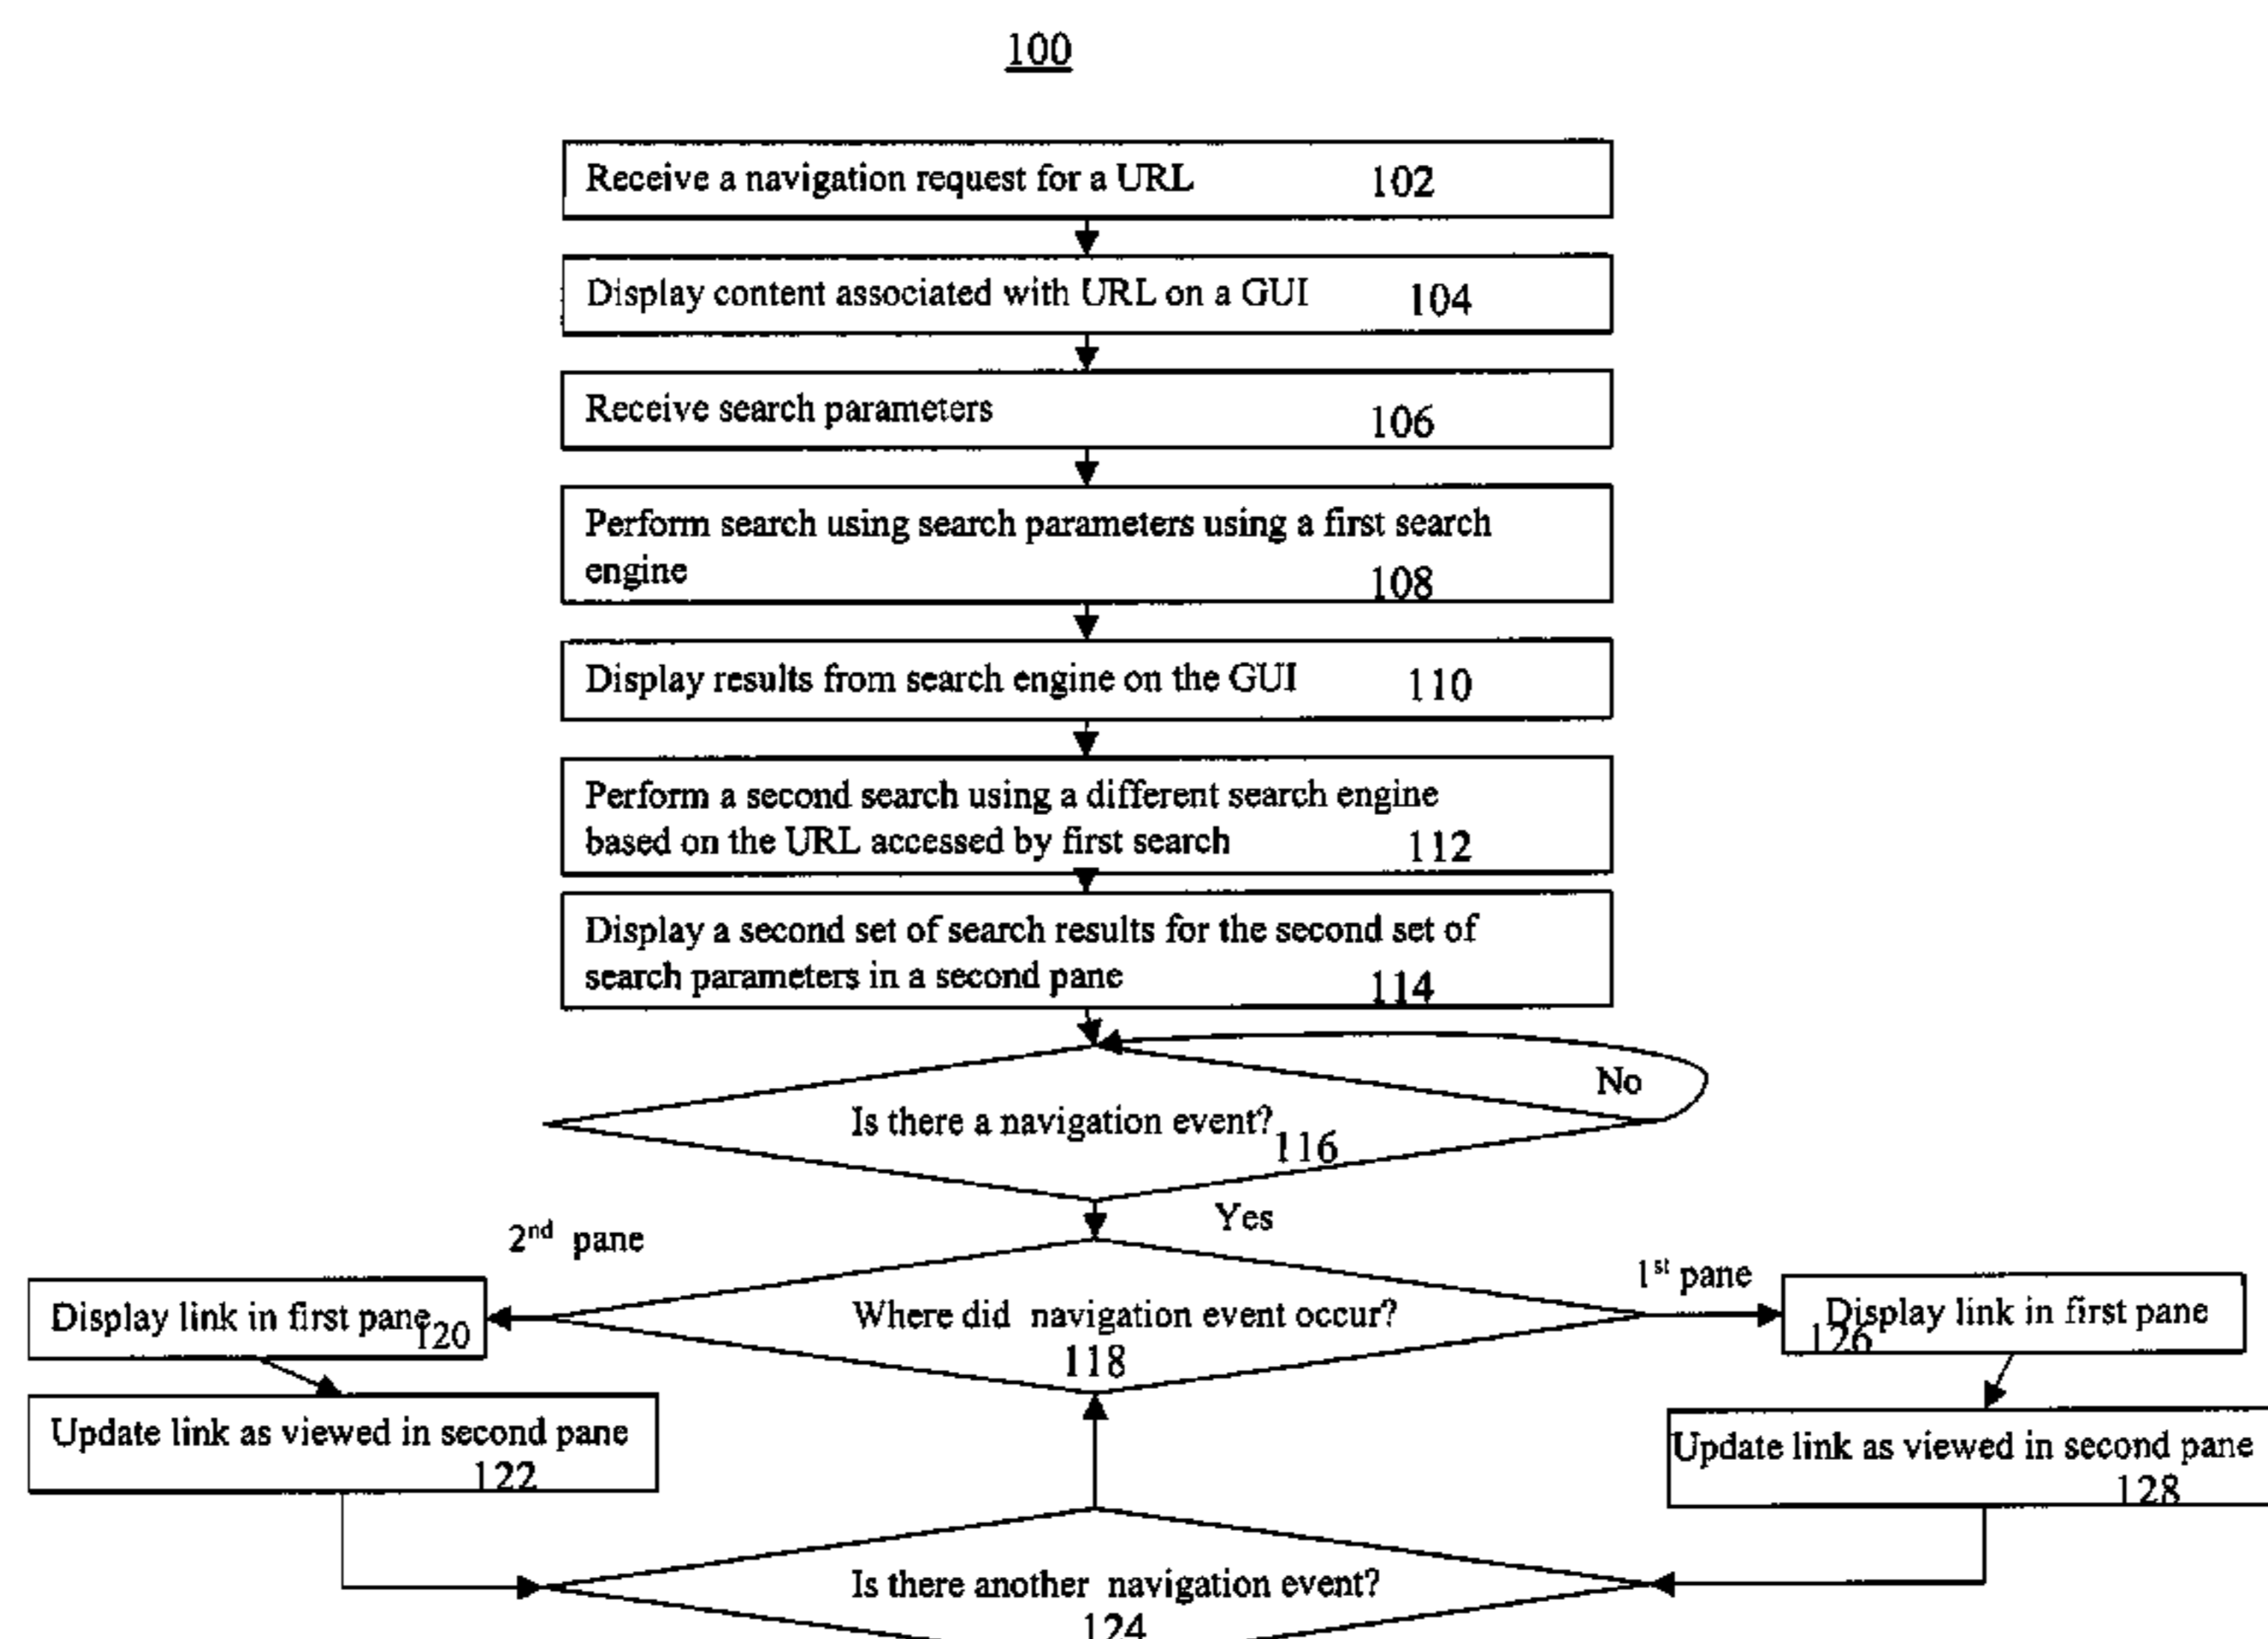 100
Receive a navigation request for a URL 102
Display content associated with URL on a GUI 104
Receive search parameters 106
Perform search using search parameters using a first search
engine 108
Display results from search engine on the GUI 110
Perform a second search using a different search engine
based on the URL accessed by first search 112
Display a second set of search results for the second set of
search parameters in a second pane 114
No
Is there a navigation event? 116
Yes
2nd pane
1st pane
Display link in first pane 120
Where did navigation event occur?
118
Display link in first pane
126
Update link as viewed in second pane
122
Update link as viewed in second pane
128
Is there another navigation event?
124